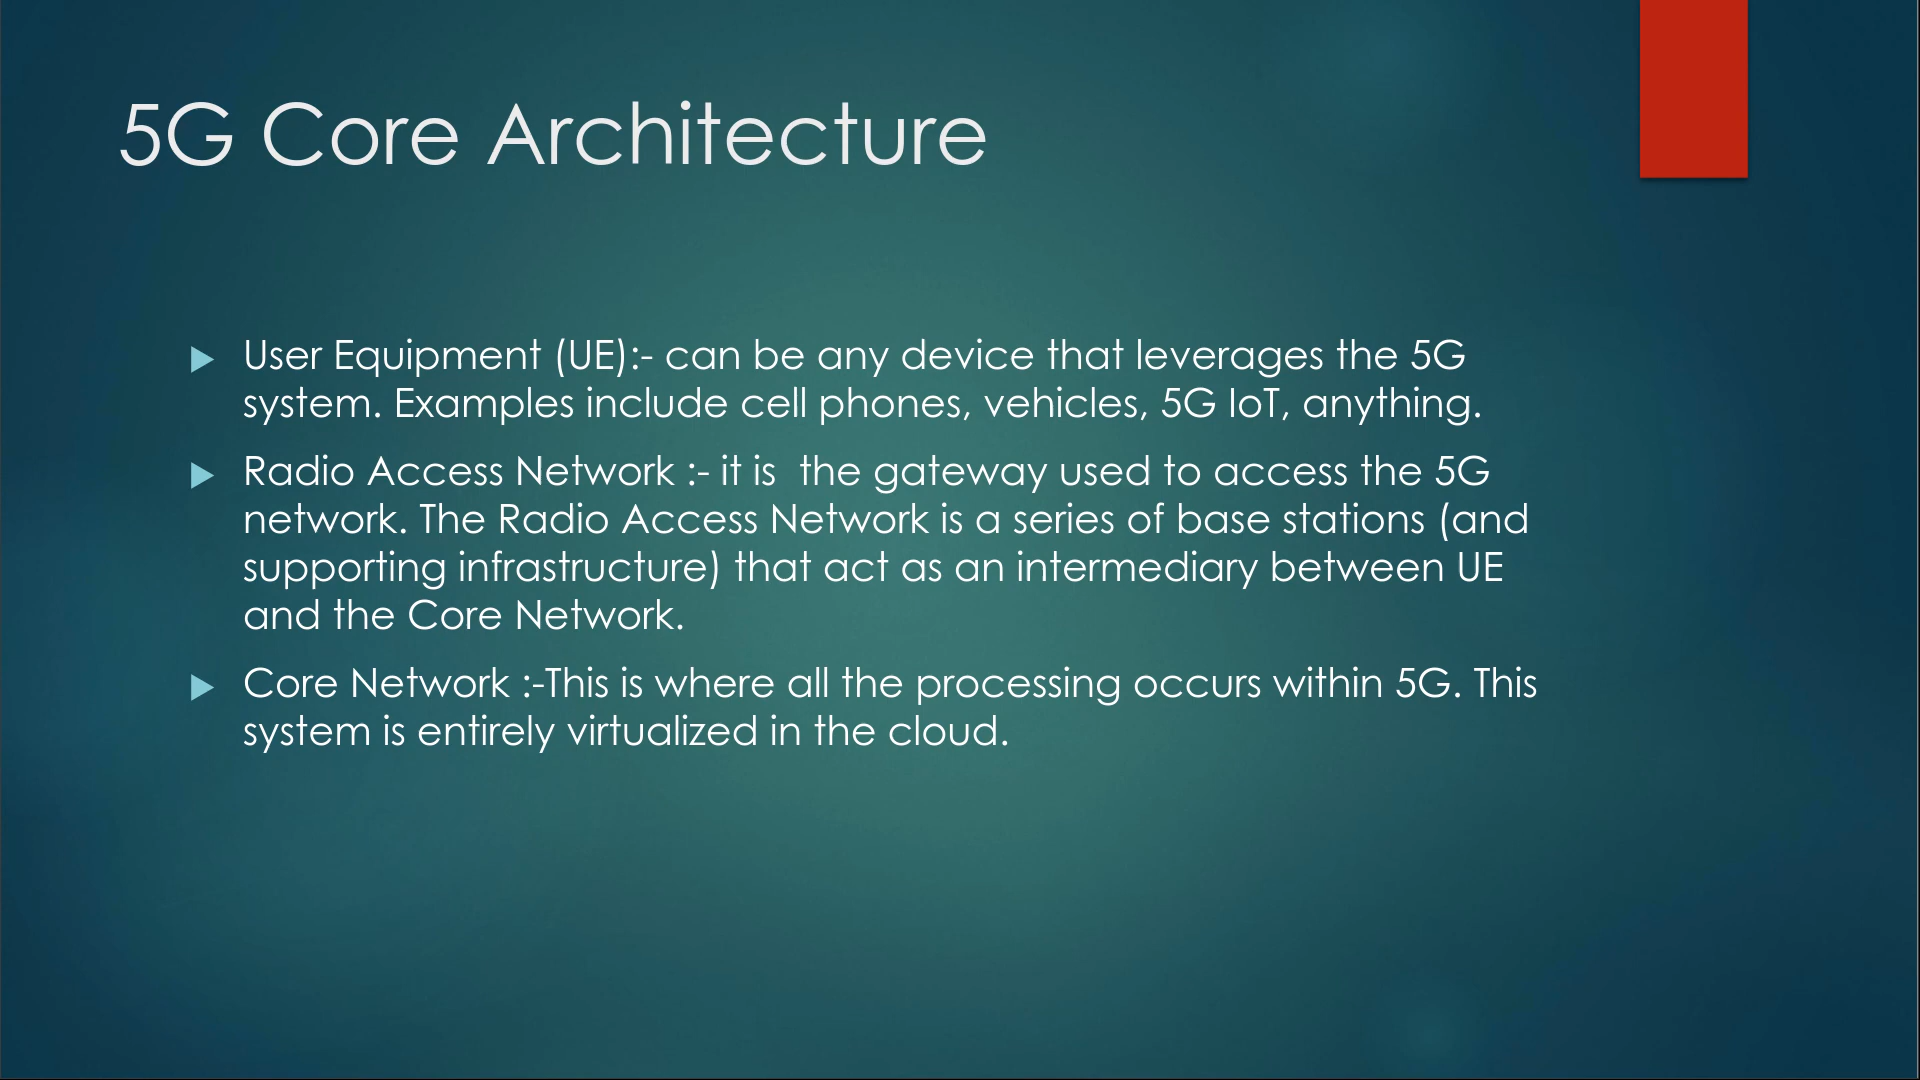 5G Core Architecture
User Equipment (UE):- can be any device that leverages the 5G
system. Examples include cell phones, vehicles, 5G IoT, anything.
Radio Access Network :- it is  the gateway used to access the 5G
network. The Radio Access Network is a series of base stations (and
supporting infrastructure) that act as an intermediary between UE
and the Core Network.
Core Network :-This is where all the processing occurs within 5G. This
system is entirely virtualized in the cloud.